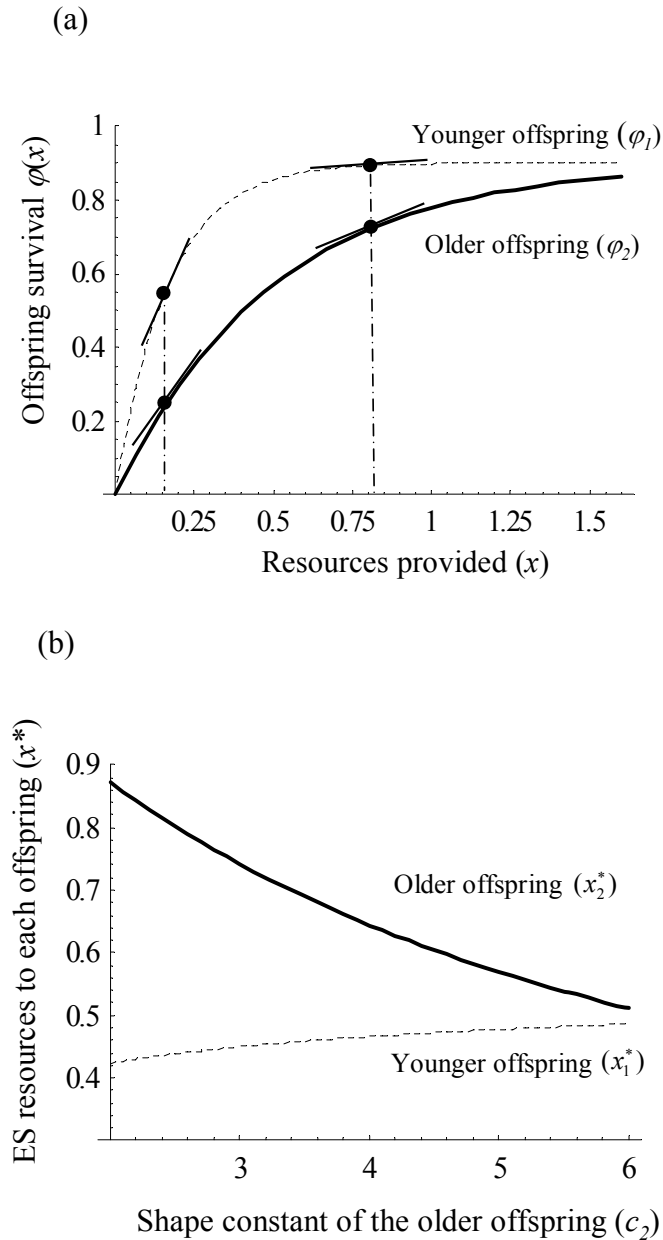 (a)
Offspring survival φ(x)
1
0.8
0.6
0.4
0.2
Younger offspring (φ1)
Older offspring (φ2)
0.25 0.5 0.75 1 1.25 1.5
Resources provided (x)
(b)
ES resources to each offspring (x*)
0.9
0.8
0.7
0.6
0.5
0.4
Older offspring (x2*)
Younger offspring (x1*)
3 4 5 6
Shape constant of the older offspring (c2)